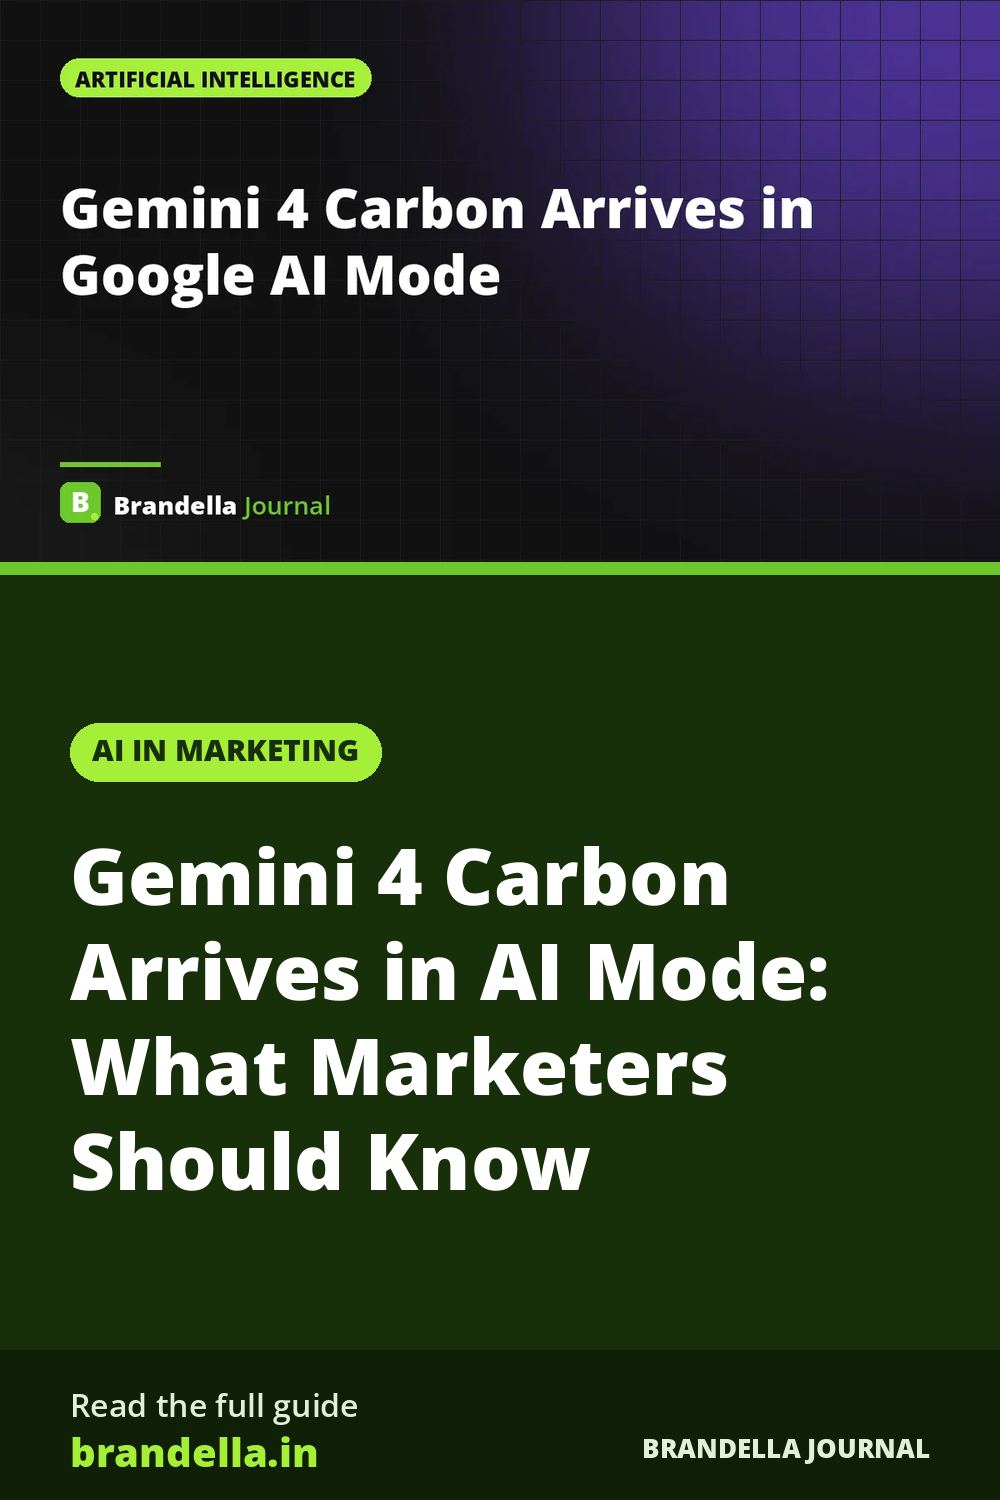 ARTIFICIAL INTELLIGENCE
Gemini 4 Carbon Arrives in
Google AI Mode
B
Brandella Journal
AI IN MARKETING
Gemini 4 Carbon
Arrives in AI Mode:
What Marketers
Should Know
Read the full guide
brandella.in
BRANDELLA JOURNAL